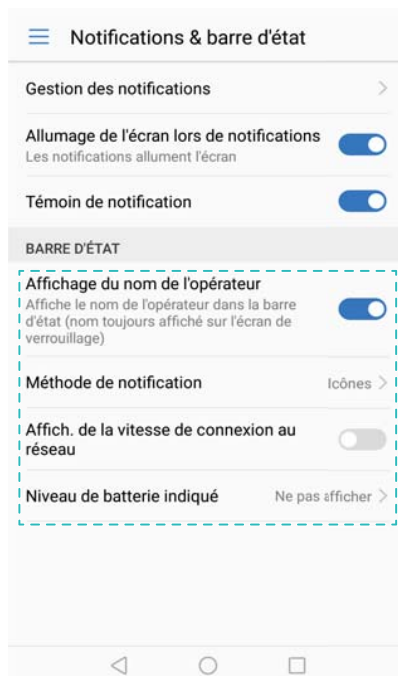 Notifications & barre d'état
Gestion des notifications
Allumage de l'écran lors de notifications
Les notifications allument l'écran
Témoin de notification
BARRE D'ÉTAT
Affichage du nom de l'opérateur
Affiche le nom de l'opérateur dans la barre
d'état (nom toujours affiché sur l'écran de
verrouillage)
Méthode de notification Icônes
Affich. de la vitesse de connexion au
réseau
Niveau de batterie indiqué Ne pas afficher